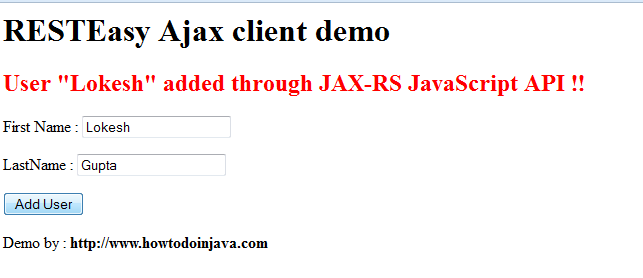 RESTEasy Ajax client demo
User "Lokesh" added through JAX-RS JavaScript API !!
First Name : Lokesh
LastName : Gupta
Add User
Demo by : http://www.howtodoinjava.com